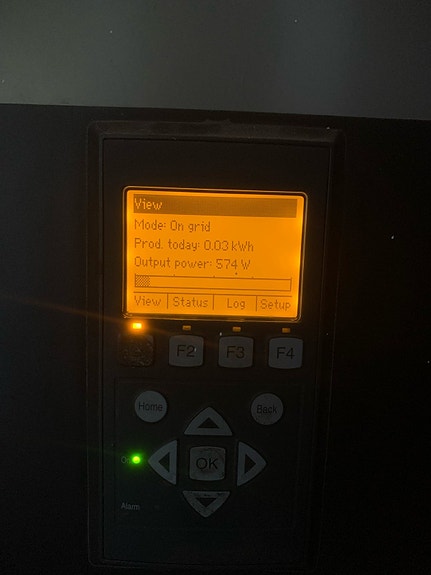 View
Mode: On grid
Prod. today: 0.03 kWh
Output power: 574 W
View | Status | Log | Setup
F2 F3 F4
Home Back
OK
Alarm